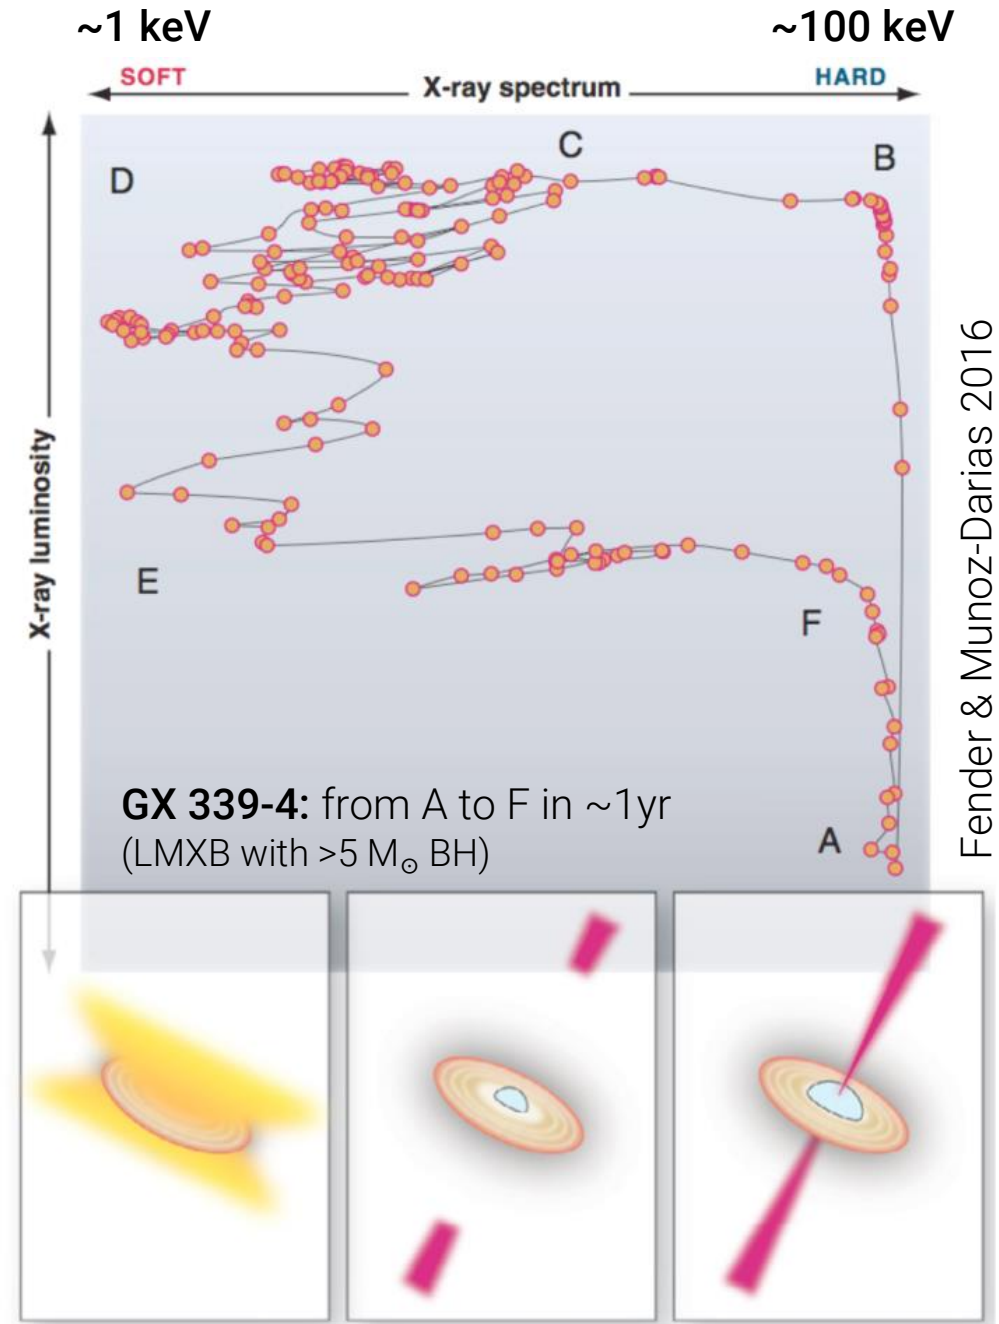 ~1 keV
~100 keV
SOFT
HARD
X-ray spectrum
C
B
D
X-ray luminosity
Fender & Munoz-Darias 2016
E
F
GX 339-4: from A to F in ~1yr
(LMXB with >5 M☉ BH)
A